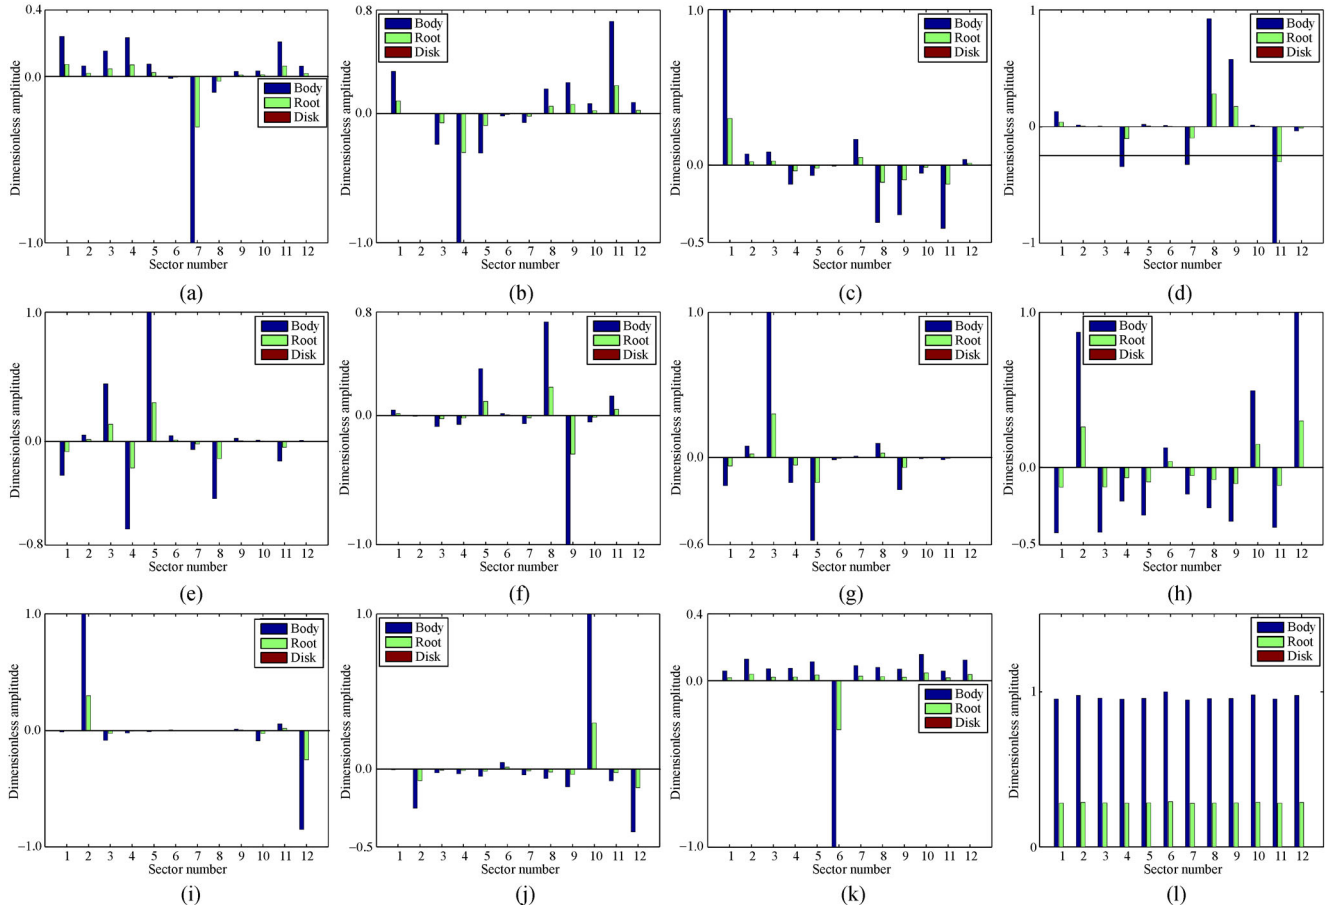 0.4
0.0
−1.0
Dimensionless amplitude
Body
Root
Disk
1 2 3 4 5 6 7 8 9 10 11 12
Sector number
(a)
0.8
0.0
−1.0
Dimensionless amplitude
Body
Root
Disk
1 2 3 4 5 6 7 8 9 10 11 12
Sector number
(b)
1.0
0.0
−0.5
Dimensionless amplitude
Body
Root
Disk
1 2 3 4 5 6 7 8 9 10 11 12
Sector number
(c)
1
0
−1
Dimensionless amplitude
Body
Root
Disk
1 2 3 4 5 6 7 8 9 10 11 12
Sector number
(d)
1.0
0.0
−0.8
Dimensionless amplitude
Body
Root
Disk
1 2 3 4 5 6 7 8 9 10 11 12
Sector number
(e)
0.8
0.0
−1.0
Dimensionless amplitude
Body
Root
Disk
1 2 3 4 5 6 7 8 9 10 11 12
Sector number
(f)
1.0
0.0
−0.6
Dimensionless amplitude
Body
Root
Disk
1 2 3 4 5 6 7 8 9 10 11 12
Sector number
(g)
1.0
0.0
−0.5
Dimensionless amplitude
Body
Root
Disk
1 2 3 4 5 6 7 8 9 10 11 12
Sector number
(h)
1.0
0.0
−1.0
Dimensionless amplitude
Body
Root
Disk
1 2 3 4 5 6 7 8 9 10 11 12
Sector number
(i)
1.0
0.0
−0.5
Dimensionless amplitude
Body
Root
Disk
1 2 3 4 5 6 7 8 9 10 11 12
Sector number
(j)
0.4
0.0
−1.0
Dimensionless amplitude
Body
Root
Disk
1 2 3 4 5 6 7 8 9 10 11 12
Sector number
(k)
1
0
Dimensionless amplitude
Body
Root
Disk
1 2 3 4 5 6 7 8 9 10 11 12
Sector number
(l)